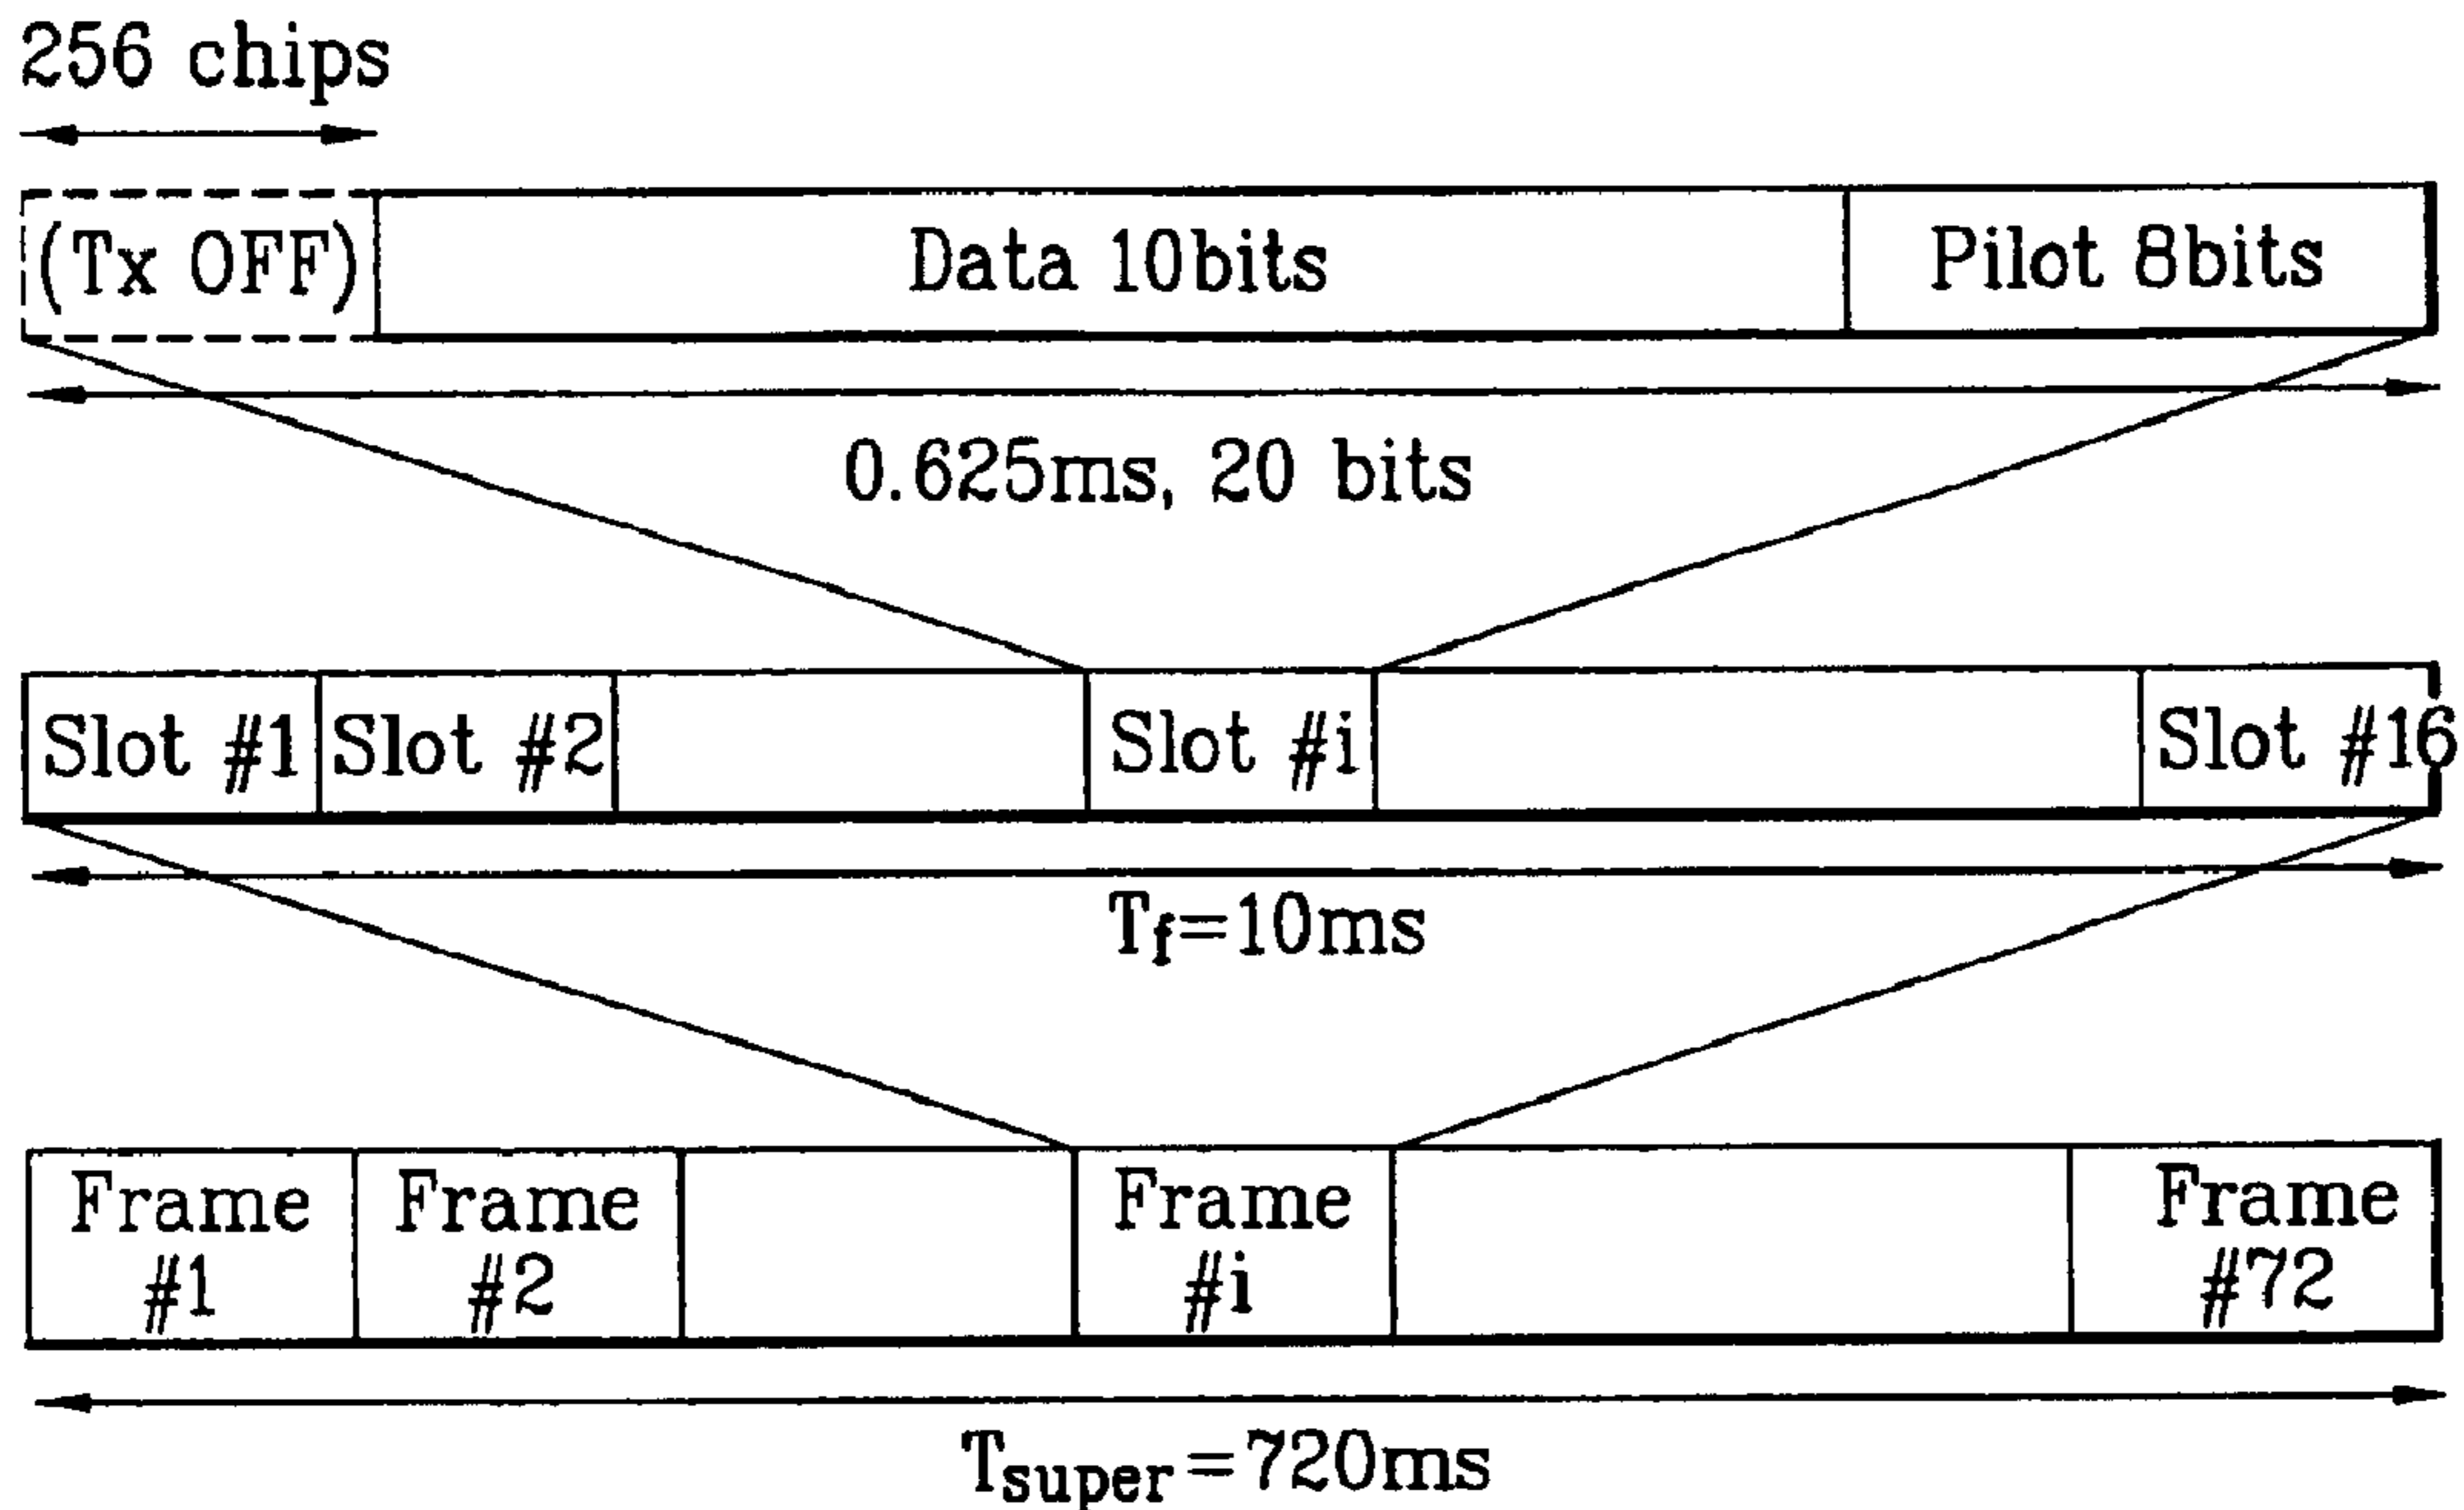 256 chips
(Tx OFF) Data 10bits Pilot 8bits
0.625ms, 20 bits
Slot #1 Slot #2 Slot #i Slot #16
Tf=10ms
Frame #1 Frame #2 Frame #i Frame #72
Tsuper=720ms